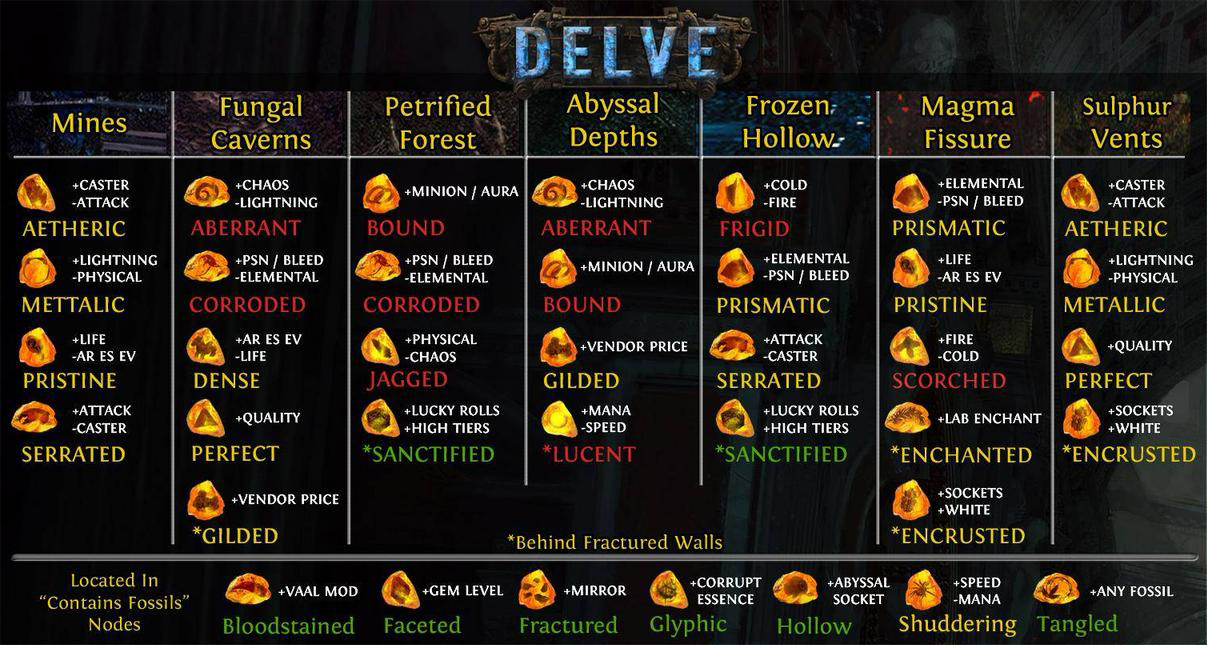 DELVE
Mines
+CASTER
-ATTACK
AETHERIC
+LIGHTNING
-PHYSICAL
METTALIC
+LIFE
-AR ES EV
PRISTINE
+ATTACK
-CASTER
SERRATED
Fungal
Caverns
+CHAOS
-LIGHTNING
ABERRANT
+PSN / BLEED
-ELEMENTAL
CORRODED
+AR ES EV
-LIFE
DENSE
+QUALITY
PERFECT
+VENDOR PRICE
*GILDED
Petrified
Forest
+MINION / AURA
BOUND
+PSN / BLEED
-ELEMENTAL
CORRODED
+PHYSICAL
-CHAOS
JAGGED
+LUCKY ROLLS
+HIGH TIERS
*SANCTIFIED
Abyssal
Depths
+CHAOS
-LIGHTNING
ABERRANT
+MINION / AURA
BOUND
+VENDOR PRICE
GILDED
+MANA
-SPEED
*LUCENT
Frozen
Hollow
+COLD
-FIRE
FRIGID
+ELEMENTAL
-PSN / BLEED
PRISMATIC
+ATTACK
-CASTER
SERRATED
+LUCKY ROLLS
+HIGH TIERS
*SANCTIFIED
Magma
Fissure
+ELEMENTAL
-PSN / BLEED
PRISMATIC
+LIFE
-AR ES EV
PRISTINE
+FIRE
-COLD
SCORCHED
+LAB ENCHANT
*ENCHANTED
+SOCKETS
+WHITE
*ENCRUSTED
Sulphur
Vents
+CASTER
-ATTACK
AETHERIC
+LIGHTNING
-PHYSICAL
METALLIC
+QUALITY
PERFECT
+SOCKETS
+WHITE
*ENCRUSTED
*Behind Fractured Walls
Located In
"Contains Fossils"
Nodes
+VAAL MOD
Bloodstained
+GEM LEVEL
Faceted
+MIRROR
Fractured
+CORRUPT
ESSENCE
Glyphic
+ABYSSAL
SOCKET
Hollow
+SPEED
-MANA
Shuddering
+ANY FOSSIL
Tangled